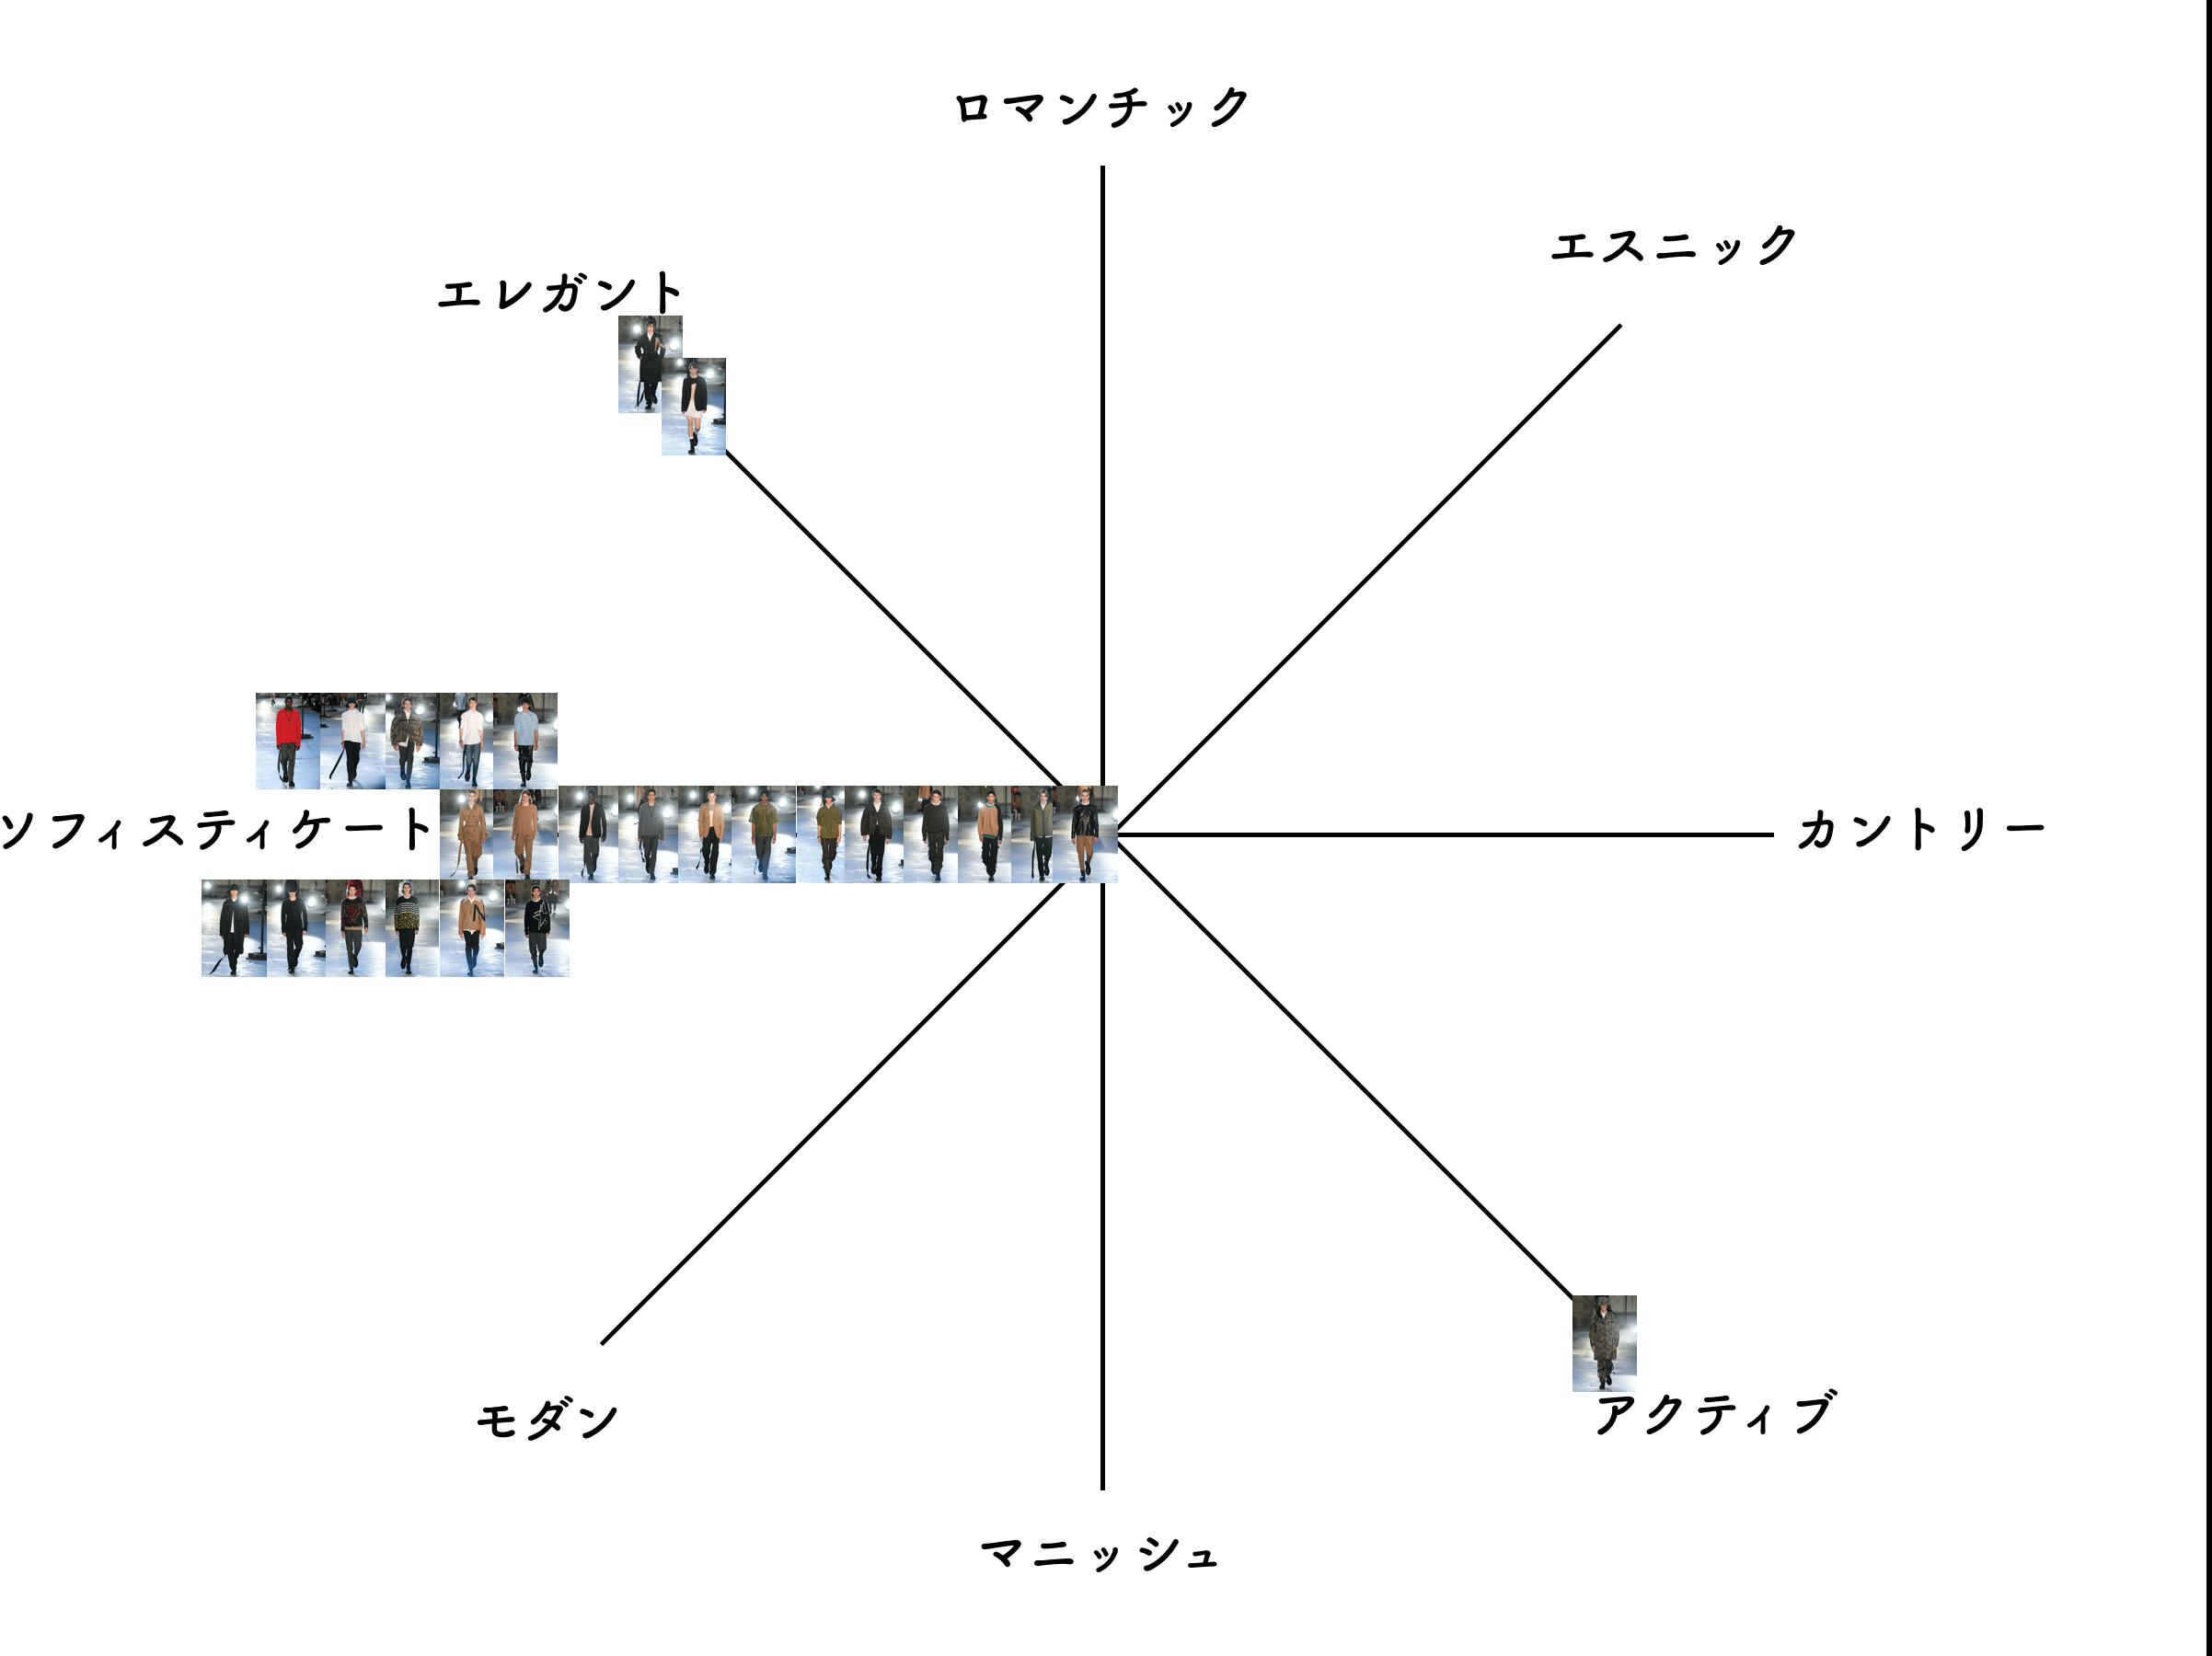 ロマンチック
エスニック
エレガント
ソフィスティケート
カントリー
モダン
アクティブ
マニッシュ